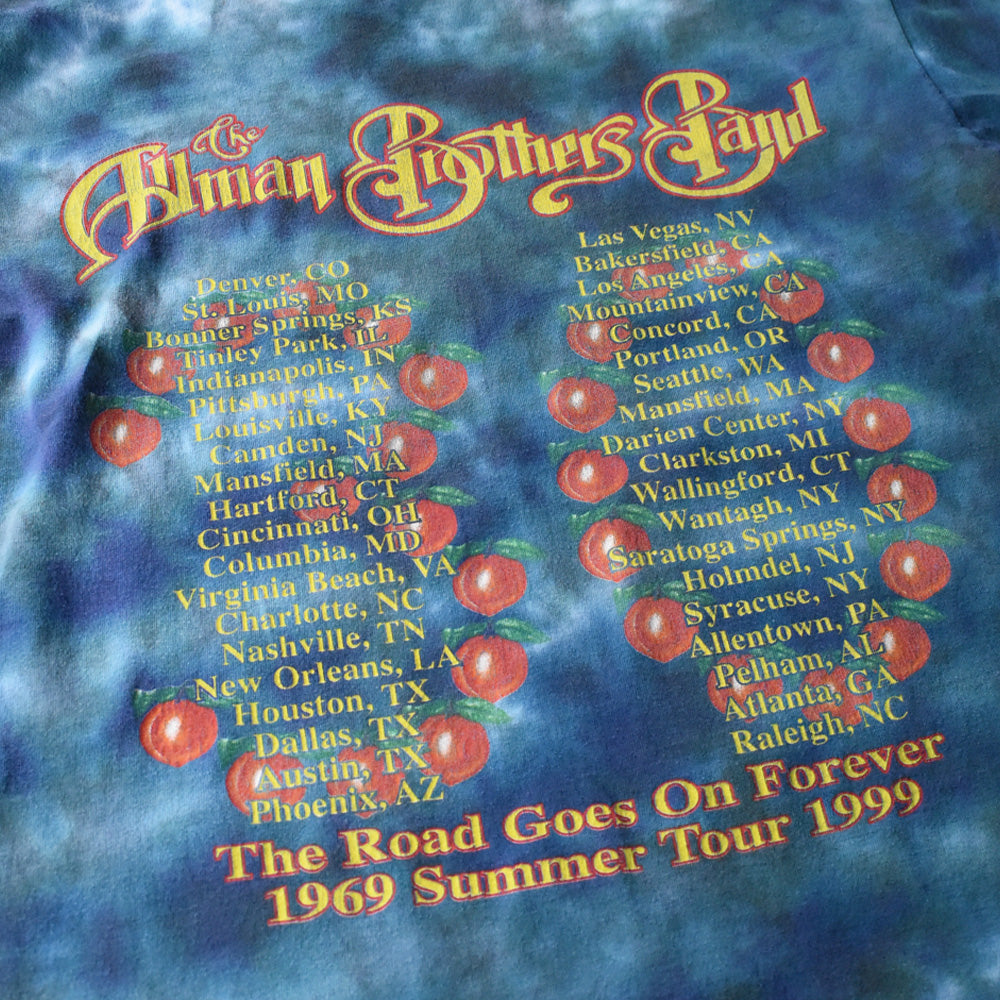 The Allman Brothers Band
Denver, CO
St. Louis, MO
Bonner Springs, KS
Tinley Park, IL
Indianapolis, IN
Pittsburgh, PA
Louisville, KY
Camden, NJ
Mansfield, MA
Hartford, CT
Cincinnati, OH
Columbia, MD
Virginia Beach, VA
Charlotte, NC
Nashville, TN
New Orleans, LA
Houston, TX
Dallas, TX
Austin, TX
Phoenix, AZ
Las Vegas, NV
Bakersfield, CA
Los Angeles, CA
Mountainview, CA
Concord, CA
Portland, OR
Seattle, WA
Mansfield, MA
Darien Center, NY
Clarkston, MI
Wallingford, CT
Wantagh, NY
Saratoga Springs, NY
Holmdel, NJ
Syracuse, NY
Allentown, PA
Pelham, AL
Atlanta, GA
Raleigh, NC
The Road Goes On Forever
1969 Summer Tour 1999